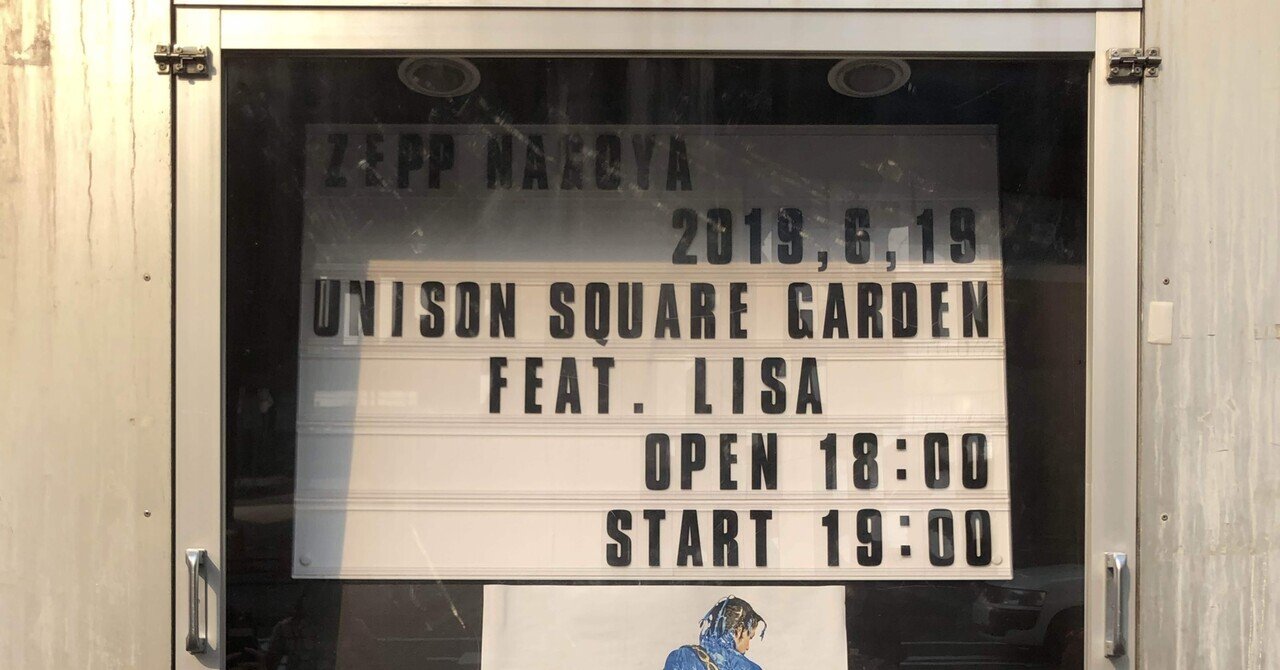 ZEPP NAGOYA
2019,6,19
UNISON SQUARE GARDEN
FEAT. LISA
OPEN 18:00
START 19:00